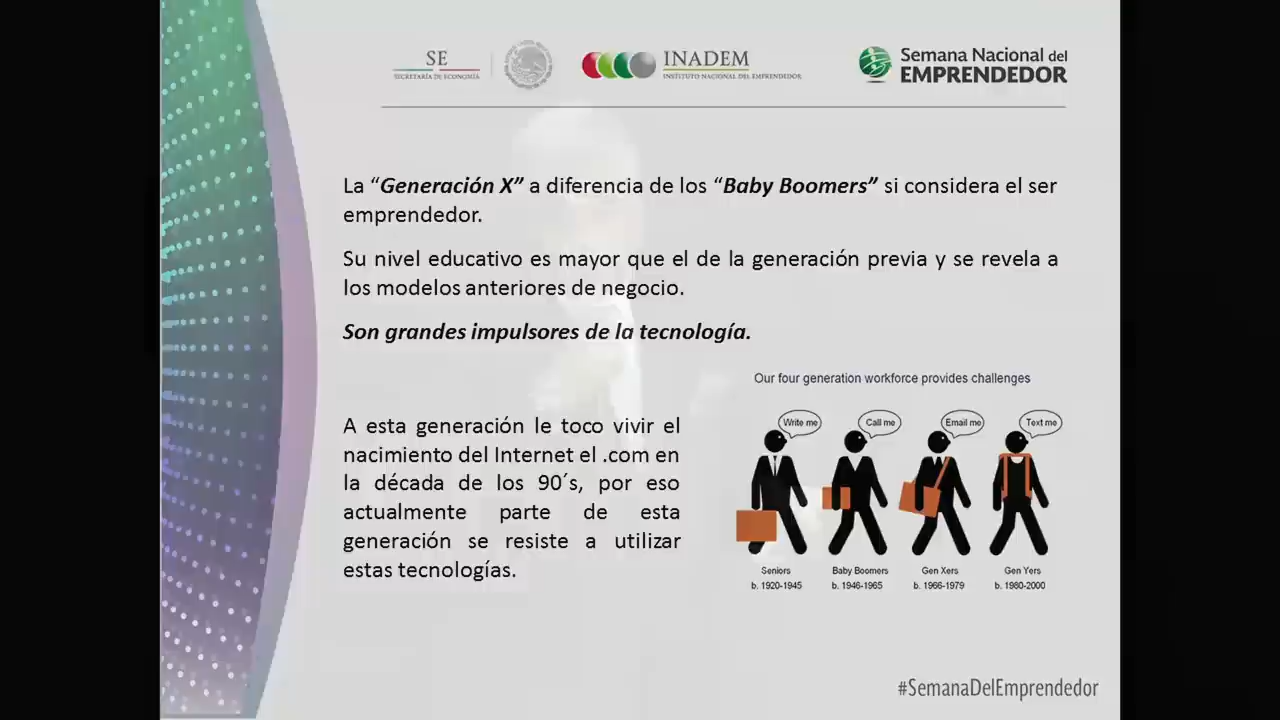 SE
SECRETARÍA DE ECONOMÍA
INADEM
INSTITUTO NACIONAL DEL EMPRENDEDOR
Semana Nacional del
EMPRENDEDOR
La “Generación X” a diferencia de los “Baby Boomers” si considera el ser
emprendedor.
Su nivel educativo es mayor que el de la generación previa y se revela a
los modelos anteriores de negocio.
Son grandes impulsores de la tecnología.
A esta generación le toco vivir el
nacimiento del Internet el .com en
la década de los 90´s, por eso
actualmente parte de esta
generación se resiste a utilizar
estas tecnologías.
Our four generation workforce provides challenges
Write me Call me Email me Text me
Seniors Baby Boomers Gen Xers Gen Yers
b. 1920-1945 b. 1946-1965 b. 1966-1979 b. 1980-2000
#SemanaDelEmprendedor